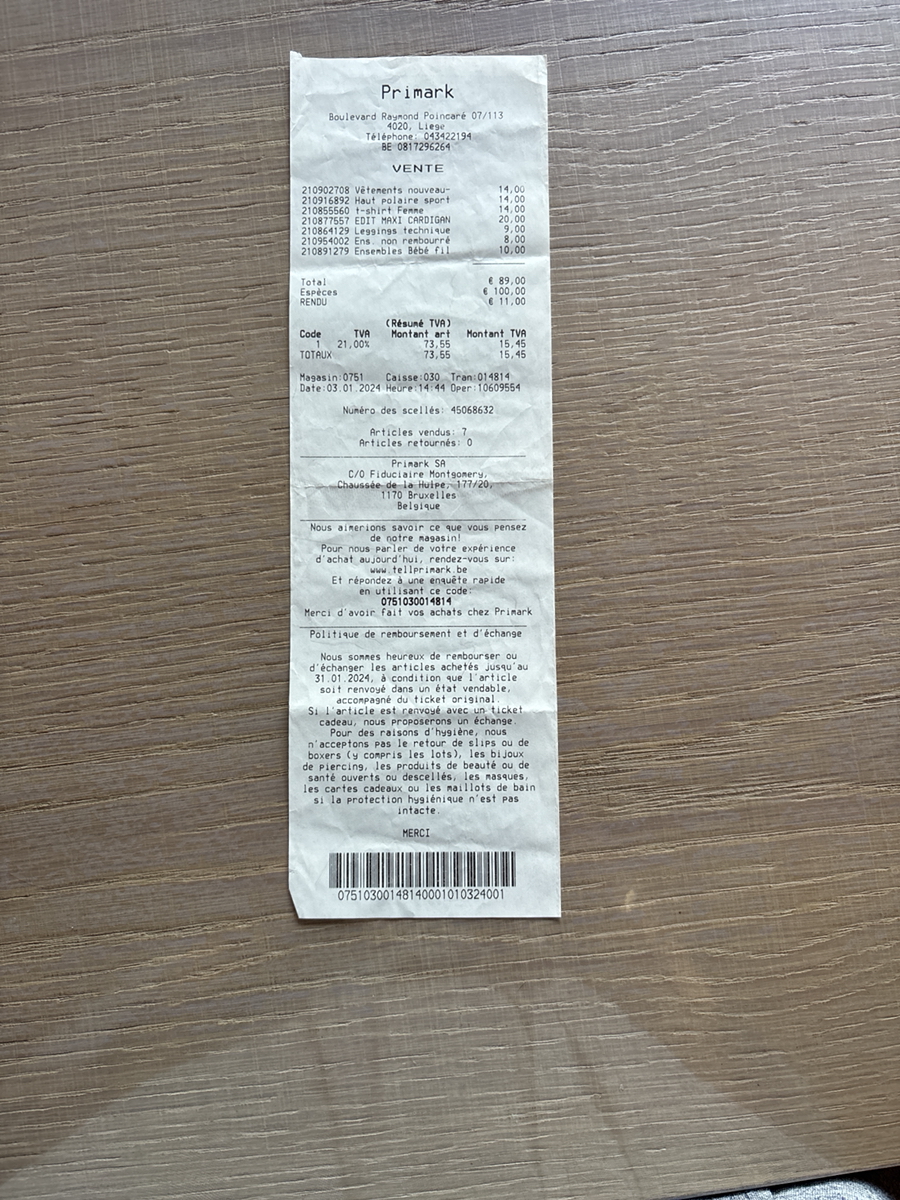 Primark
Boulevard Raymond Poincaré 07/113
4020, Liege
Téléphone: 043422194
BE 0817296264
VENTE
210902708 Vêtements nouveau- 14,00
210916892 Haut polaire sport 14,00
210855560 t-shirt Femme 14,00
210877557 EDIT MAXI CARDIGAN 20,00
210864129 Leggings technique 9,00
210954002 Ens. non rembourré 8,00
210891279 Ensembles Bébé fil 10,00
Total € 89,00
Espèces € 100,00
RENDU € 11,00
(Résumé TVA)
Code TVA Montant art Montant TVA
1 21,00% 73,55 15,45
TOTAUX 73,55 15,45
Magasin:0751 Caisse:030 Tran:014814
Date:03.01.2024 Heure:14:44 Oper:10609554
Numéro des scellés: 45068632
Articles vendus: 7
Articles retournés: 0
Primark SA
C/O Fiduciaire Montgomery,
Chaussée de la Hulpe, 177/20,
1170 Bruxelles
Belgique
Nous aimerions savoir ce que vous pensez
de notre magasin!
Pour nous parler de votre expérience
d'achat aujourd'hui, rendez-vous sur:
www.tellprimark.be
Et répondez à une enquête rapide
en utilisant ce code:
0751030014814
Merci d'avoir fait vos achats chez Primark
Politique de remboursement et d'échange
Nous sommes heureux de rembourser ou
d'échanger les articles achetés jusqu'au
31.01.2024, à condition que l'article
soit renvoyé dans un état vendable,
accompagné du ticket original.
Si l'article est renvoyé avec un ticket
cadeau, nous proposerons un échange.
Pour des raisons d'hygiène, nous
n'acceptons pas le retour de slips ou de
boxers (y compris les lots), les bijoux
de piercing, les produits de beauté ou de
santé ouverts ou descellés, les masques,
les cartes cadeaux ou les maillots de bain
si la protection hygiénique n'est pas
intacte.
MERCI
07510300148140001010324001